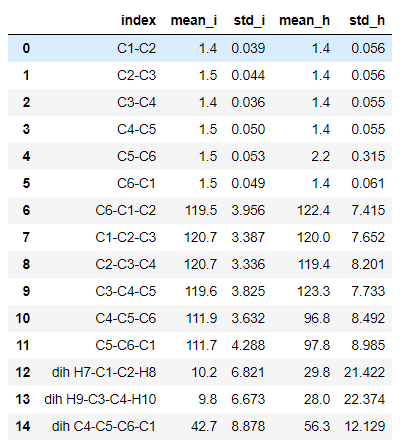 index mean_i std_i mean_h std_h
0 C1-C2 1.4 0.039 1.4 0.056
1 C2-C3 1.5 0.044 1.4 0.056
2 C3-C4 1.4 0.036 1.4 0.055
3 C4-C5 1.5 0.050 1.4 0.055
4 C5-C6 1.5 0.053 2.2 0.315
5 C6-C1 1.5 0.049 1.4 0.061
6 C6-C1-C2 119.5 3.956 122.4 7.415
7 C1-C2-C3 120.7 3.387 120.0 7.652
8 C2-C3-C4 120.7 3.336 119.4 8.201
9 C3-C4-C5 119.6 3.825 123.3 7.733
10 C4-C5-C6 111.9 3.632 96.8 8.492
11 C5-C6-C1 111.7 4.288 97.8 8.985
12 dih H7-C1-C2-H8 10.2 6.821 29.8 21.422
13 dih H9-C3-C4-H10 9.8 6.673 28.0 22.374
14 dih C4-C5-C6-C1 42.7 8.878 56.3 12.129